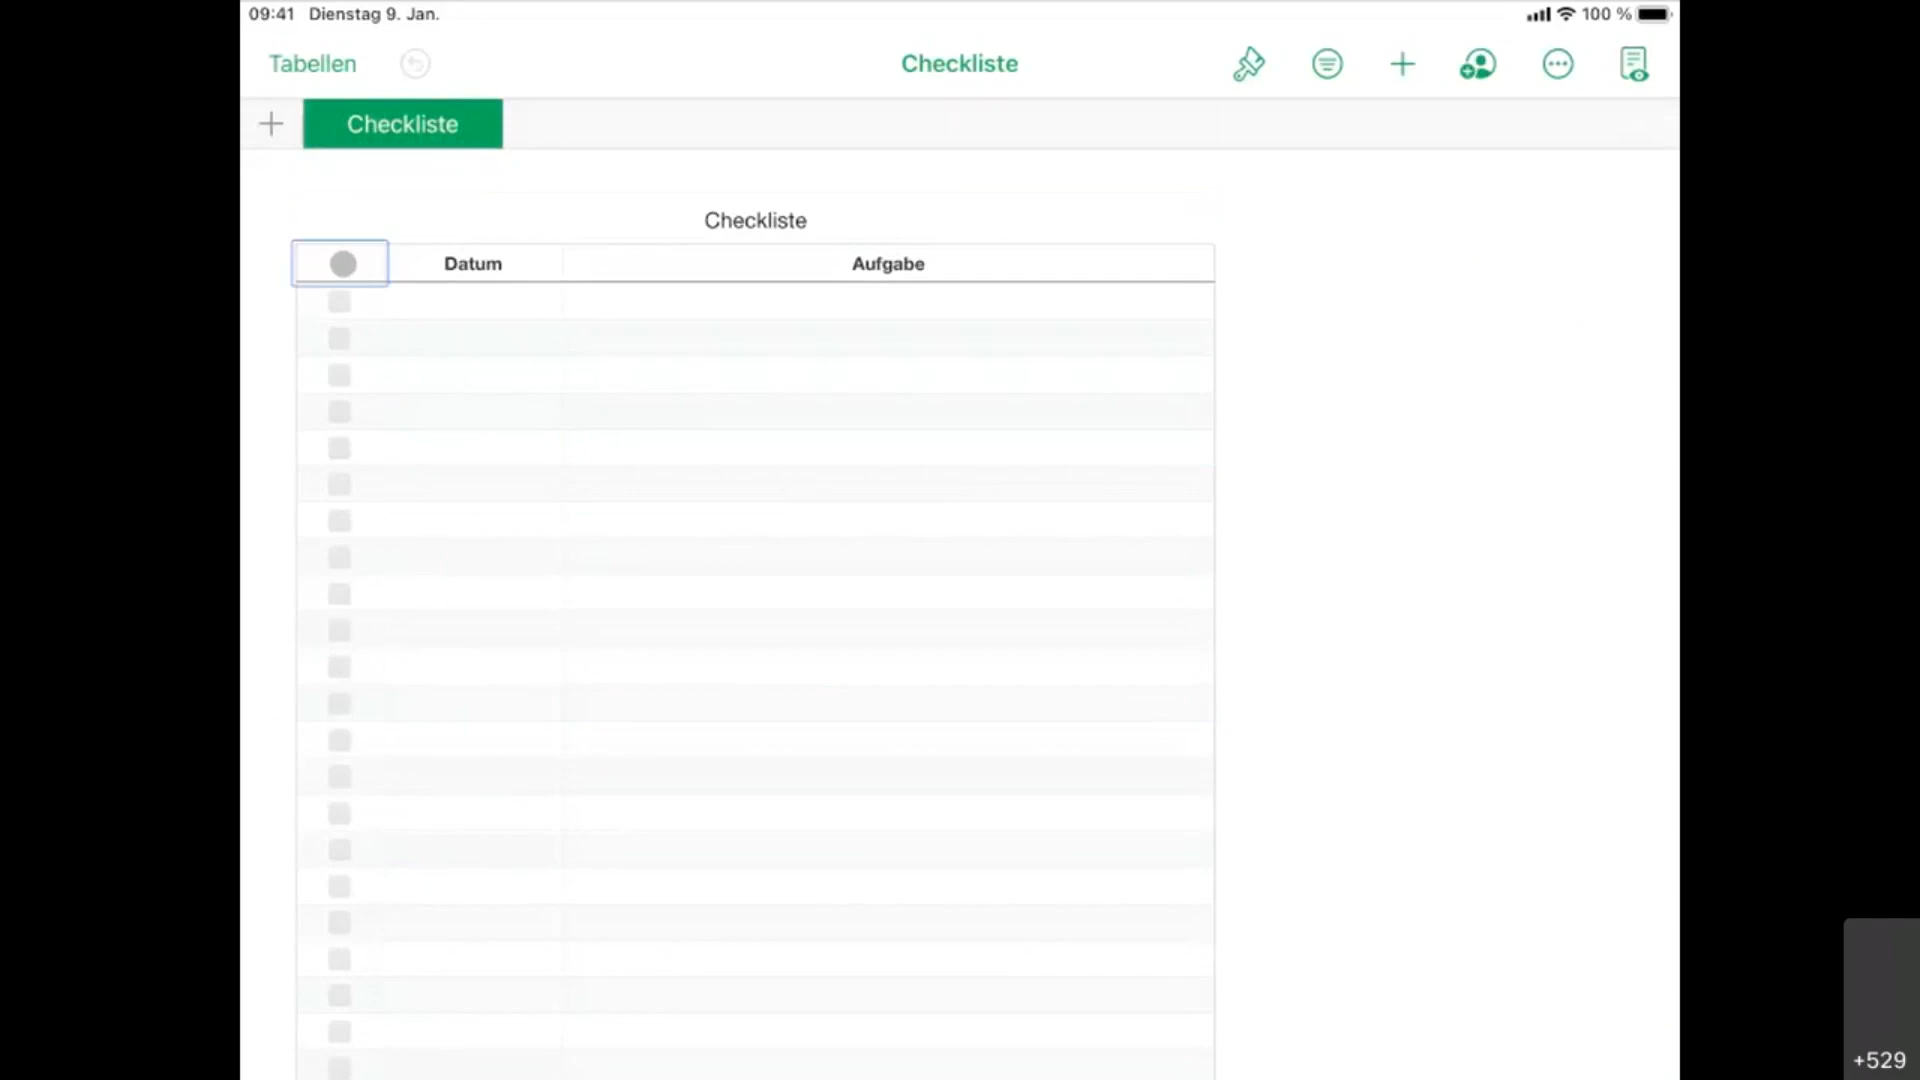 09:41 Dienstag 9. Jan. 100 %
Tabellen Checkliste
Checkliste
Checkliste
Datum Aufgabe
+529